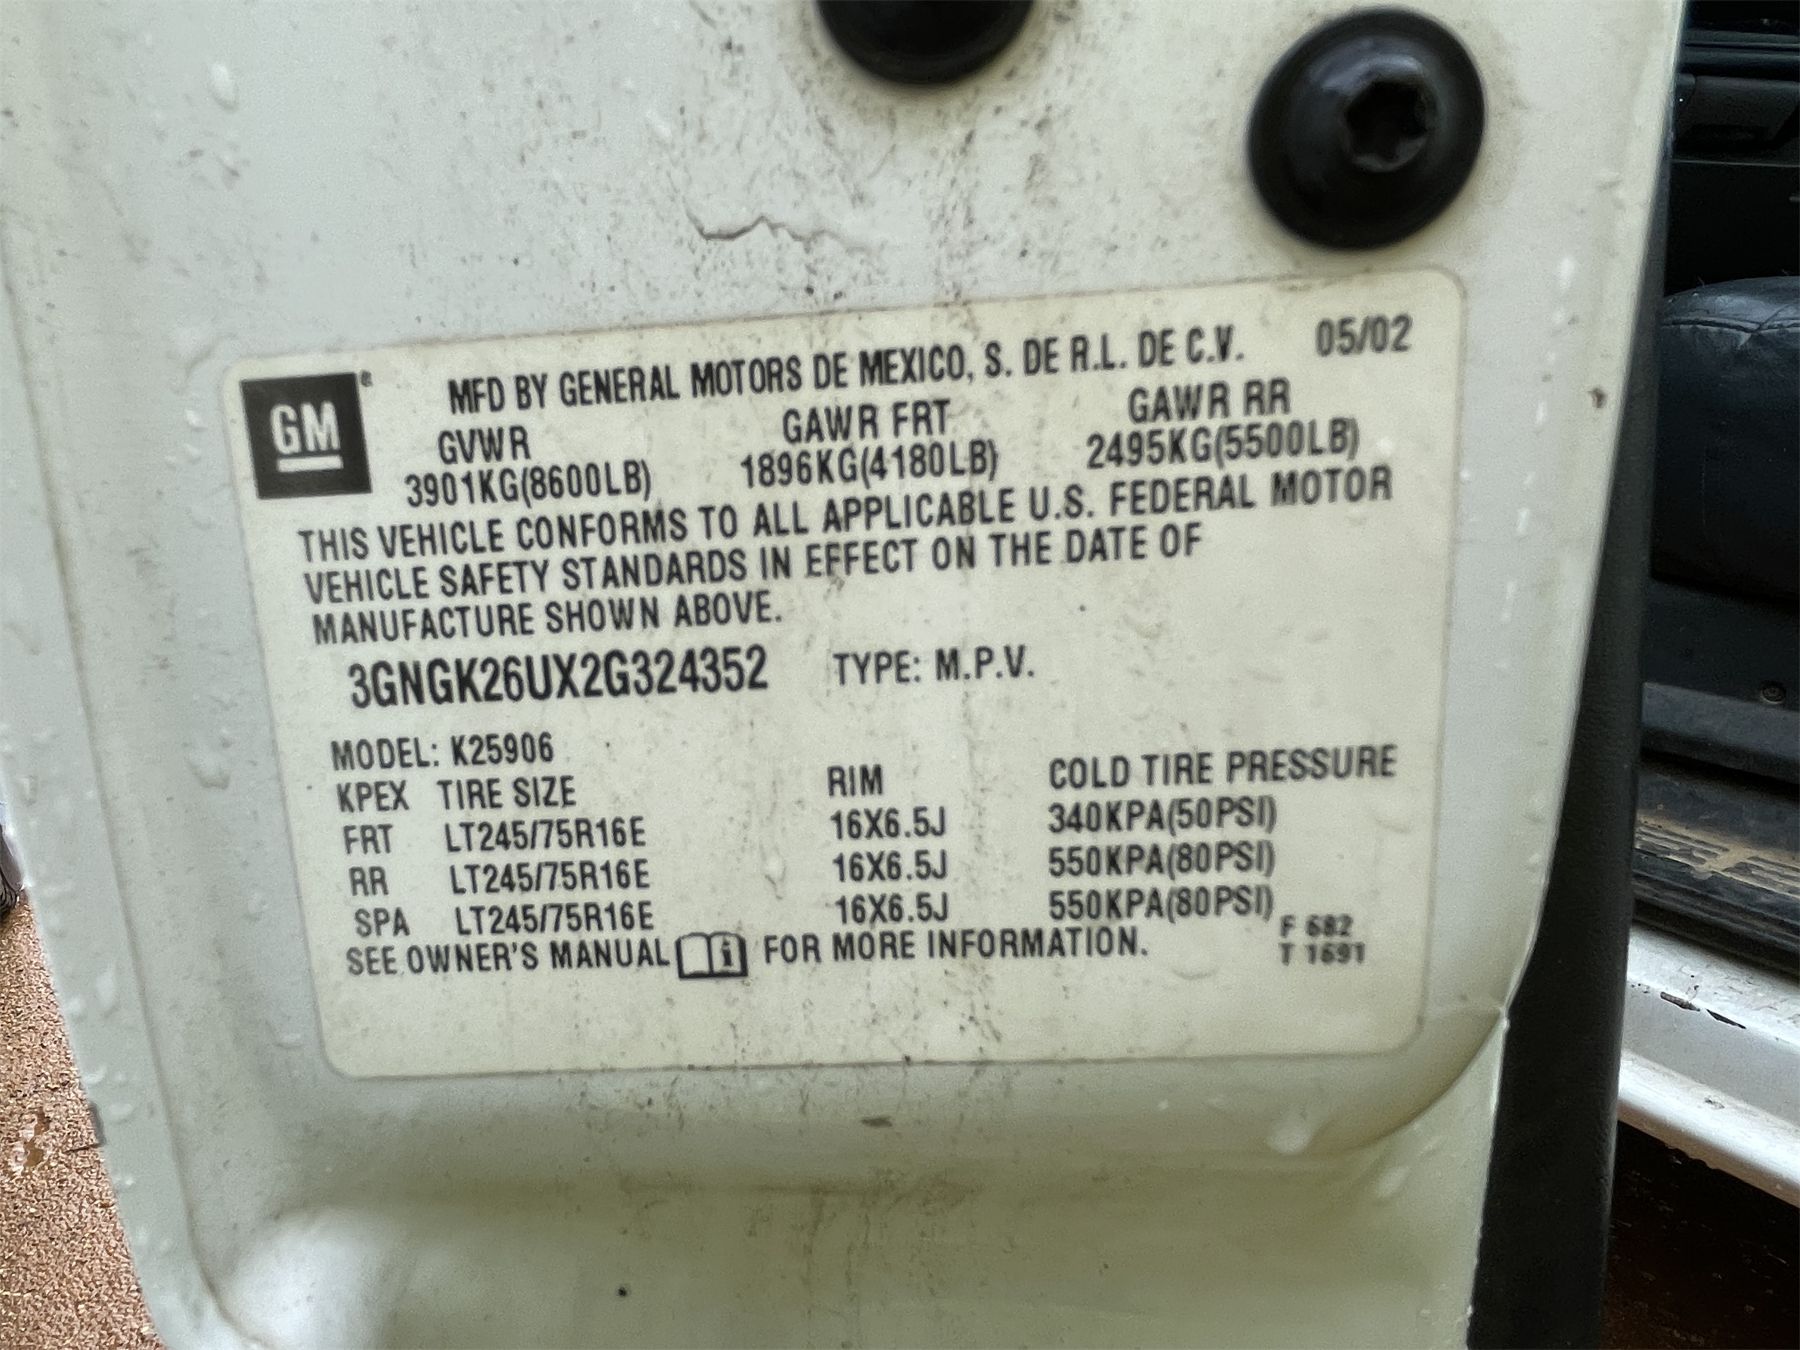 GM®
MFD BY GENERAL MOTORS DE MEXICO, S. DE R.L. DE C.V. 05/02
GVWR GAWR FRT GAWR RR
3901KG(8600LB) 1896KG(4180LB) 2495KG(5500LB)
THIS VEHICLE CONFORMS TO ALL APPLICABLE U.S. FEDERAL MOTOR
VEHICLE SAFETY STANDARDS IN EFFECT ON THE DATE OF
MANUFACTURE SHOWN ABOVE.
3GNGK26UX2G324352 TYPE: M.P.V.
MODEL: K25906
KPEX TIRE SIZE RIM COLD TIRE PRESSURE
FRT LT245/75R16E 16X6.5J 340KPA(50PSI)
RR LT245/75R16E 16X6.5J 550KPA(80PSI)
SPA LT245/75R16E 16X6.5J 550KPA(80PSI)
SEE OWNER'S MANUAL i FOR MORE INFORMATION.
F 682
T 1691